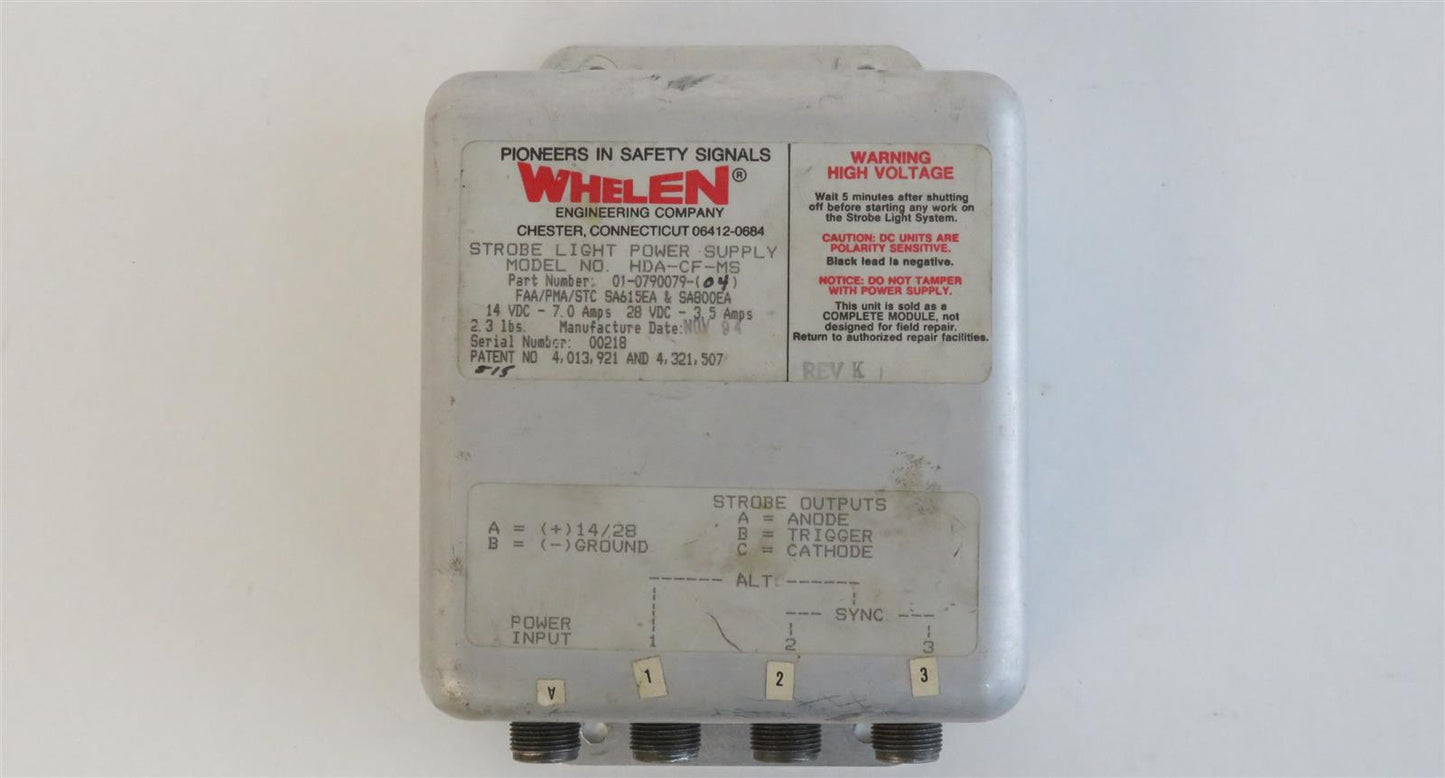 PIONEERS IN SAFETY SIGNALS
WHELEN®
ENGINEERING COMPANY
CHESTER, CONNECTICUT 06412-0684
STROBE LIGHT POWER SUPPLY
MODEL NO. HDA-CF-MS
Part Number: 01-0790079-(04)
FAA/PMA/STC SA615EA & SA800EA
14 VDC - 7.0 Amps 28 VDC - 3.5 Amps
2.3 lbs. Manufacture Date: NOV 94
Serial Number: 00218
PATENT NO 4,013,921 AND 4,321,507
515
WARNING
HIGH VOLTAGE
Wait 5 minutes after shutting
off before starting any work on
the Strobe Light System.
CAUTION: DC UNITS ARE
POLARITY SENSITIVE.
Black lead is negative.
NOTICE: DO NOT TAMPER
WITH POWER SUPPLY.
This unit is sold as a
COMPLETE MODULE, not
designed for field repair.
Return to authorized repair facilities.
REV K
A = (+)14/28
B = (-)GROUND
STROBE OUTPUTS
A = ANODE
B = TRIGGER
C = CATHODE
------ ALT ------
--- SYNC ---
POWER
INPUT 1 2 3
A 1 2 3